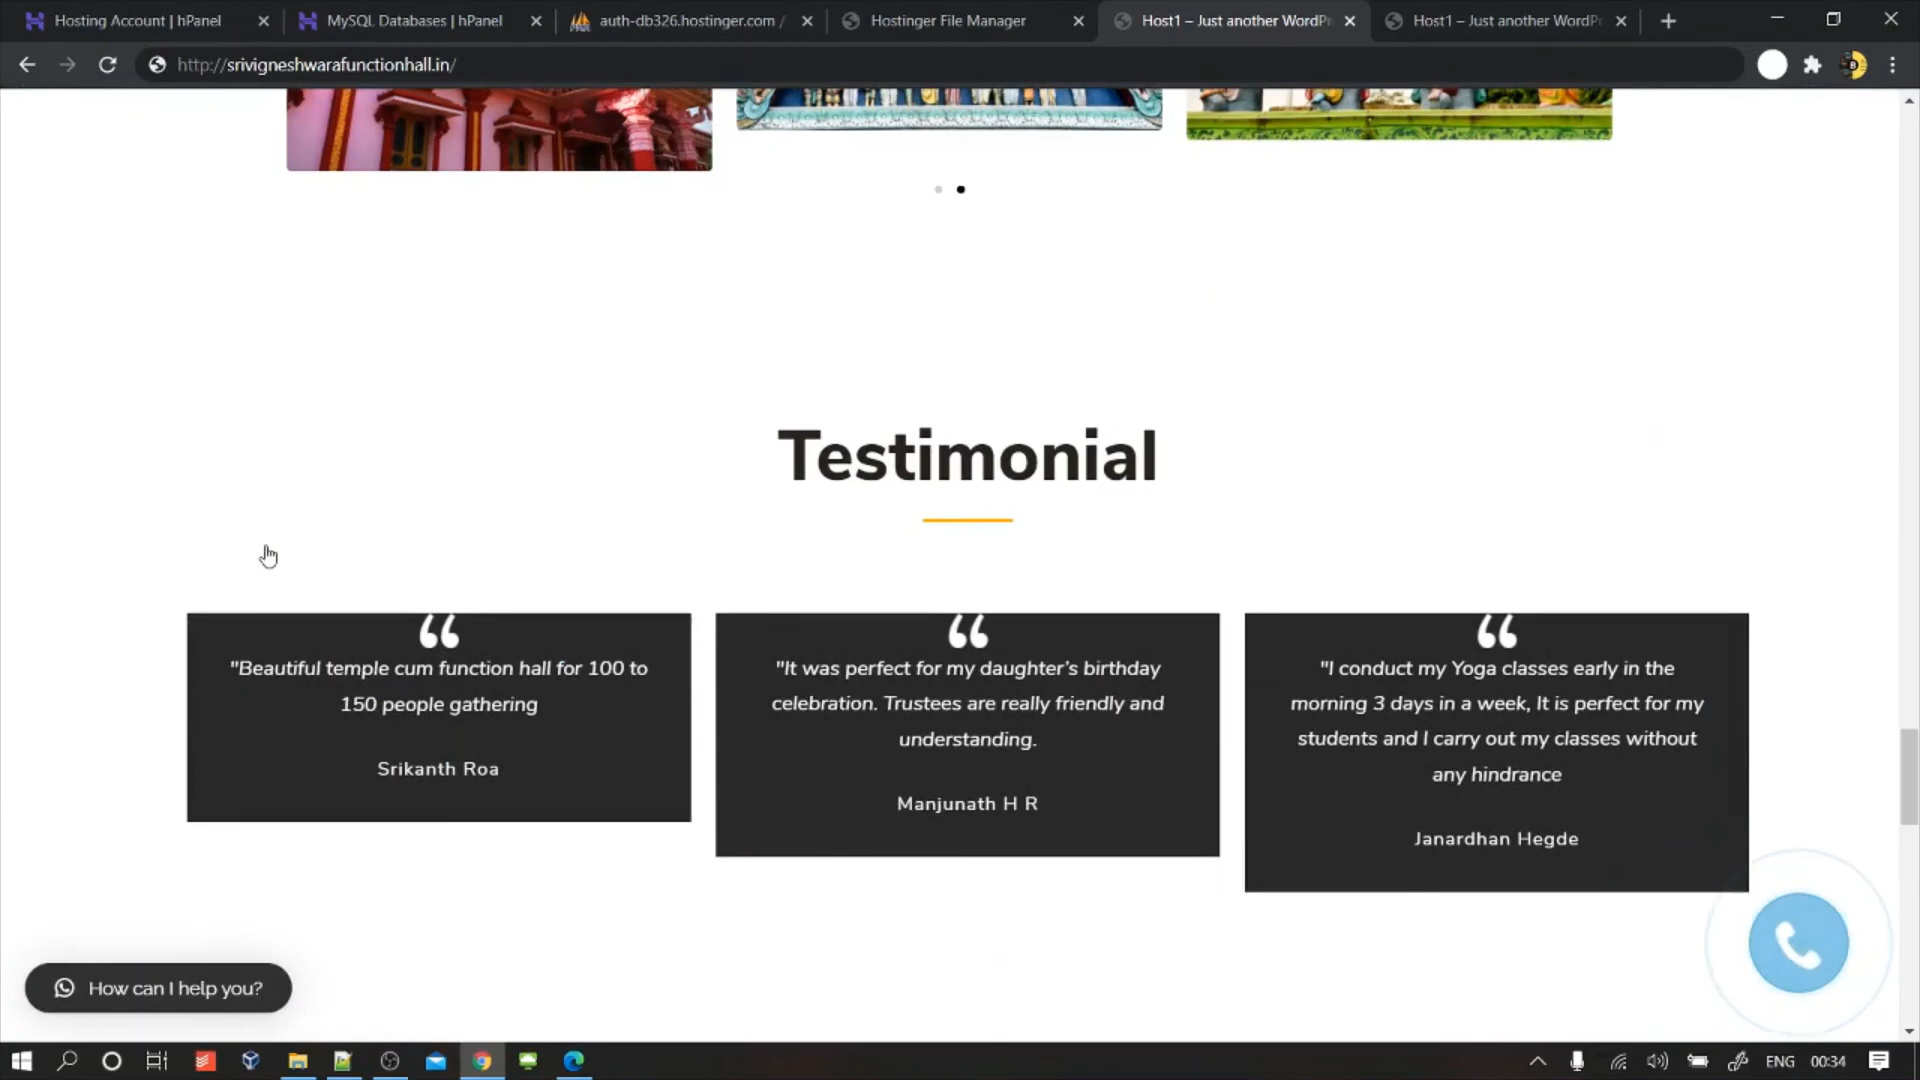 Hosting Account | hPanel
MySQL Databases | hPanel
auth-db326.hostinger.com /
Hostinger File Manager
Host1 – Just another WordPr
Host1 – Just another WordPr
http://srivigneshwarafunctionhall.in/
Testimonial
"Beautiful temple cum function hall for 100 to
150 people gathering
Srikanth Roa
"It was perfect for my daughter's birthday
celebration. Trustees are really friendly and
understanding.
Manjunath H R
"I conduct my Yoga classes early in the
morning 3 days in a week, It is perfect for my
students and I carry out my classes without
any hindrance
Janardhan Hegde
How can I help you?
ENG
00:34